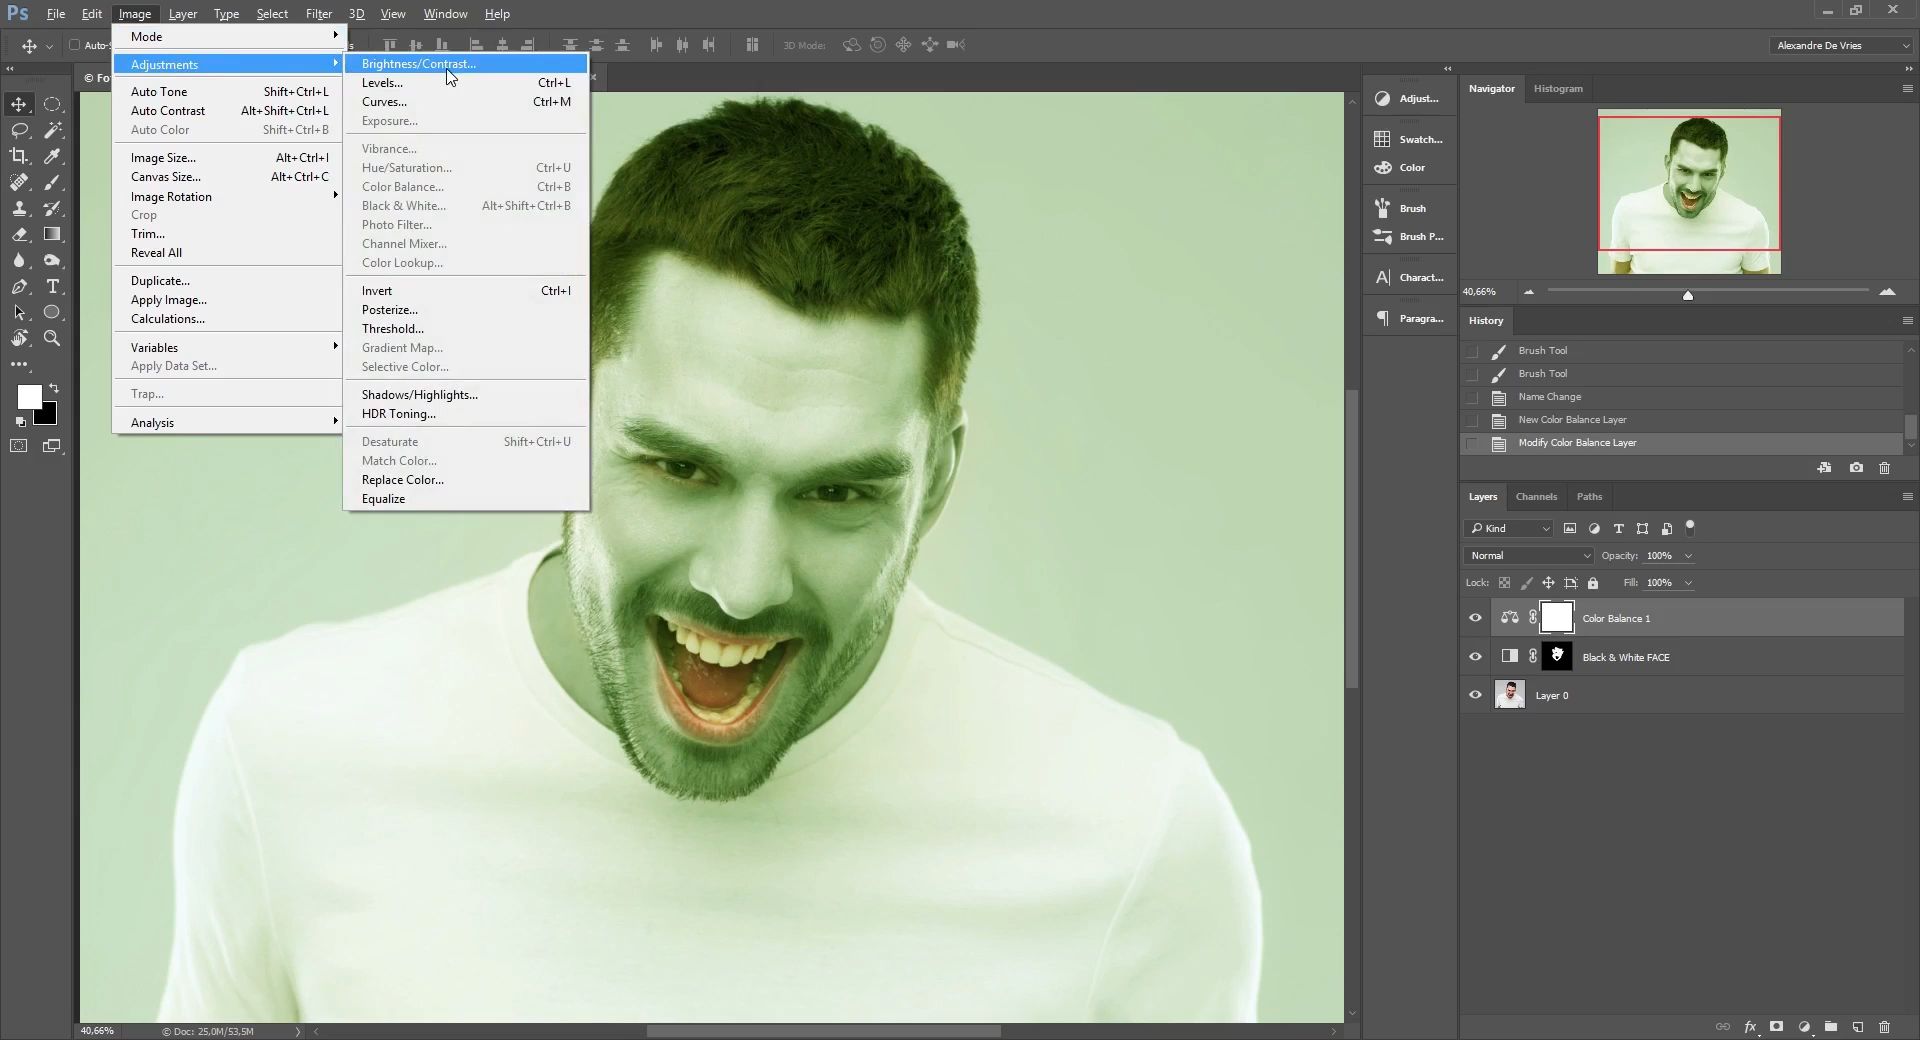 Ps File Edit Image Layer Type Select Filter 3D View Window Help
Auto-S 3D Mode: Alexandre De Vries
© Fo
Mode
Adjustments
Auto Tone Shift+Ctrl+L
Auto Contrast Alt+Shift+Ctrl+L
Auto Color Shift+Ctrl+B
Image Size... Alt+Ctrl+I
Canvas Size... Alt+Ctrl+C
Image Rotation
Crop
Trim...
Reveal All
Duplicate...
Apply Image...
Calculations...
Variables
Apply Data Set...
Trap...
Analysis
Brightness/Contrast...
Levels... Ctrl+L
Curves... Ctrl+M
Exposure...
Vibrance...
Hue/Saturation... Ctrl+U
Color Balance... Ctrl+B
Black & White... Alt+Shift+Ctrl+B
Photo Filter...
Channel Mixer...
Color Lookup...
Invert Ctrl+I
Posterize...
Threshold...
Gradient Map...
Selective Color...
Shadows/Highlights...
HDR Toning...
Desaturate Shift+Ctrl+U
Match Color...
Replace Color...
Equalize
Adjust...
Swatch...
Color
Brush
Brush P...
Charact...
Paragra...
Navigator Histogram
40,66%
History
Brush Tool
Brush Tool
Name Change
New Color Balance Layer
Modify Color Balance Layer
Layers Channels Paths
Kind
Normal Opacity: 100%
Lock: Fill: 100%
Color Balance 1
Black & White FACE
Layer 0
fx
40,66% © Doc: 25,0M/53,5M